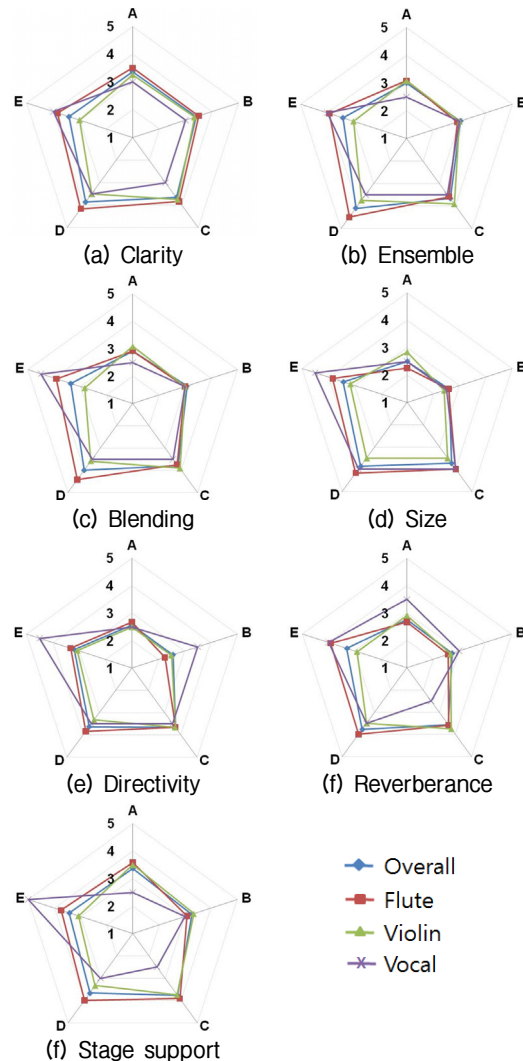 A
5
4
3
2
1
E
B
D
C
(a) Clarity
A
5
4
3
2
1
E
B
D
C
(b) Ensemble
A
5
4
3
2
1
E
B
D
C
(c) Blending
A
5
4
3
2
1
E
B
D
C
(d) Size
A
5
4
3
2
1
E
B
D
C
(e) Directivity
A
5
4
3
2
1
E
B
D
C
(f) Reverberance
A
5
4
3
2
1
E
B
D
C
(f) Stage support
Overall
Flute
Violin
Vocal